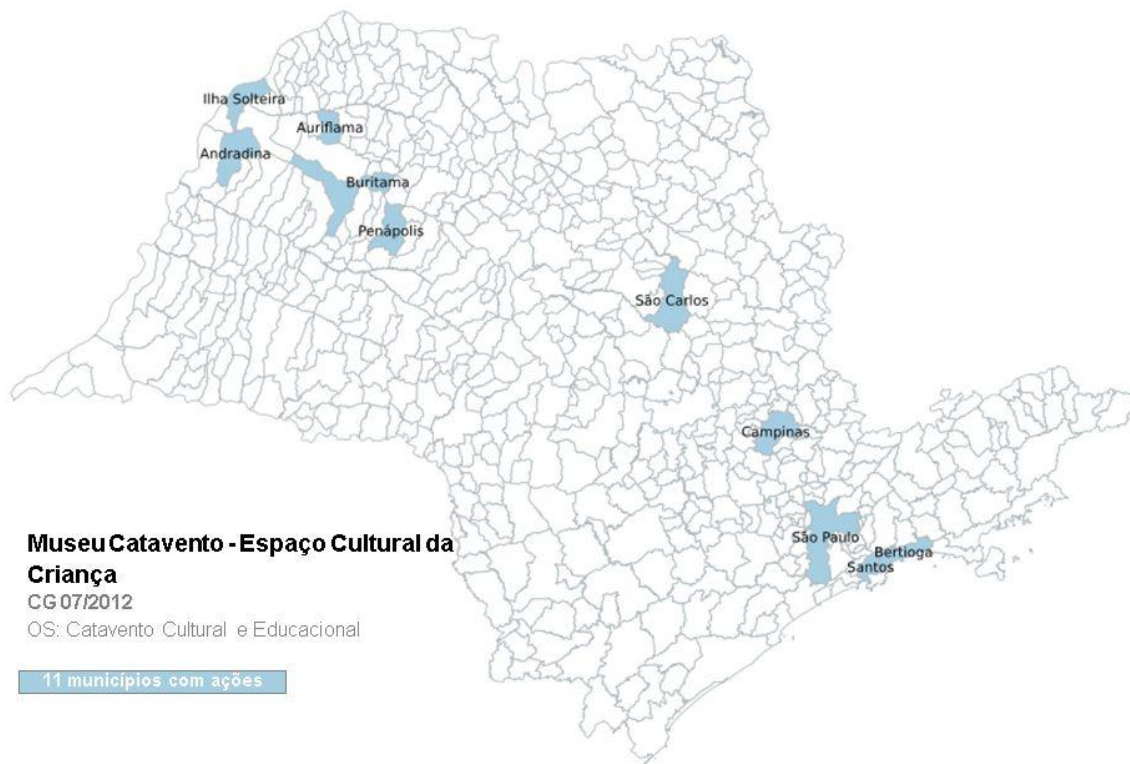 Ilha Solteira
Auriflama
Andradina
Buritama
Penápolis
São Carlos
Campinas
São Paulo
Bertioga
Santos
Museu Catavento - Espaço Cultural da
Criança
CG 07/2012
OS: Catavento Cultural e Educacional
11 municípios com ações